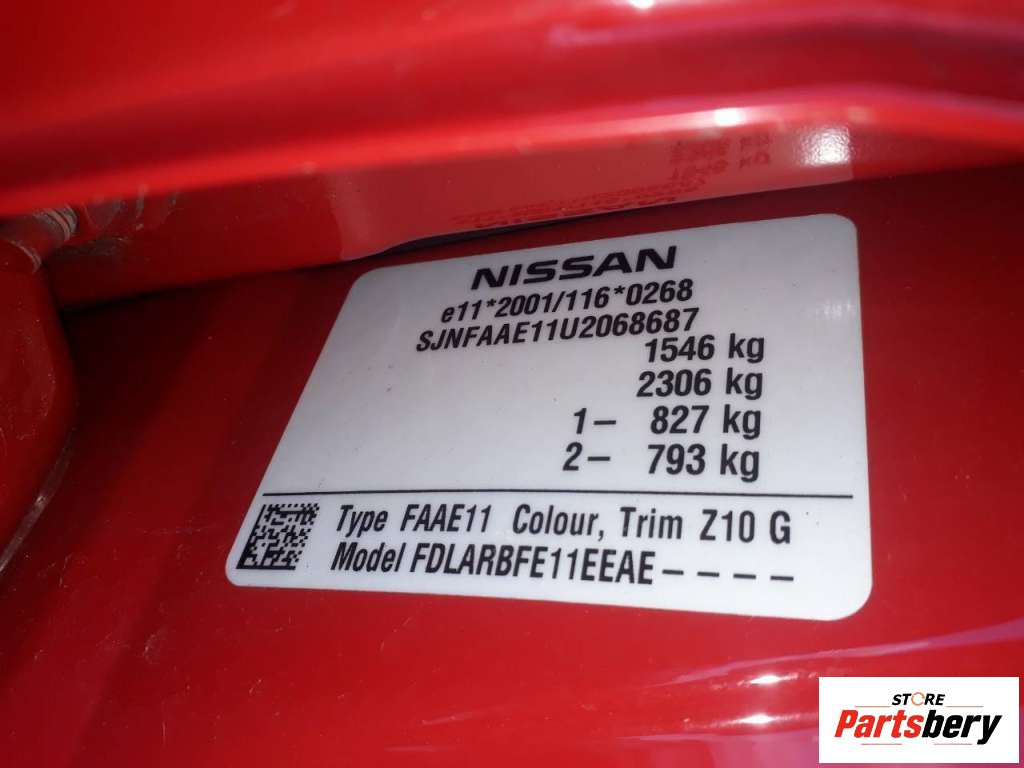 NISSAN
e11*2001/116*0268
SJNFAAE11U2068687
1546 kg
2306 kg
1– 827 kg
2– 793 kg
Type FAAE11 Colour, Trim Z10 G
Model FDLARBFE11EEAE– – – –
STORE
Partsbery